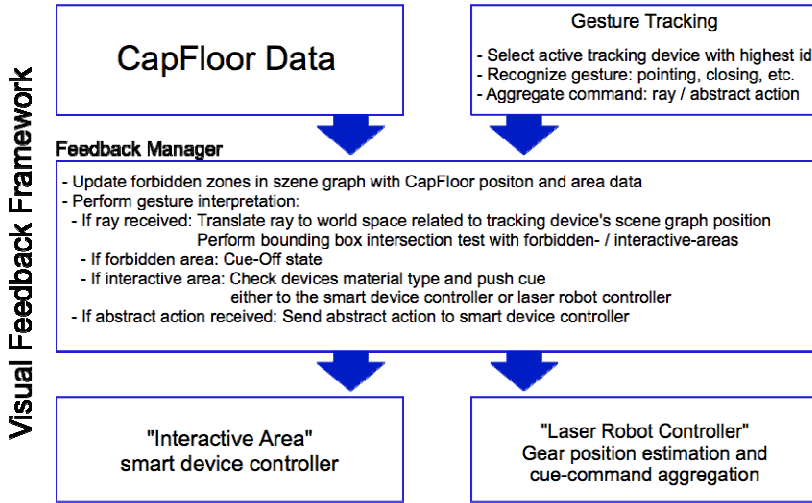 Visual Feedback Framework
CapFloor Data
Gesture Tracking
- Select active tracking device with highest id
- Recognize gesture: pointing, closing, etc.
- Aggregate command: ray / abstract action
Feedback Manager
- Update forbidden zones in szene graph with CapFloor positon and area data
- Perform gesture interpretation:
- If ray received: Translate ray to world space related to tracking device's scene graph position
Perform bounding box intersection test with forbidden- / interactive-areas
- If forbidden area: Cue-Off state
- If interactive area: Check devices material type and push cue
either to the smart device controller or laser robot controller
- If abstract action received: Send abstract action to smart device controller
"Interactive Area"
smart device controller
"Laser Robot Controller"
Gear position estimation and
cue-command aggregation